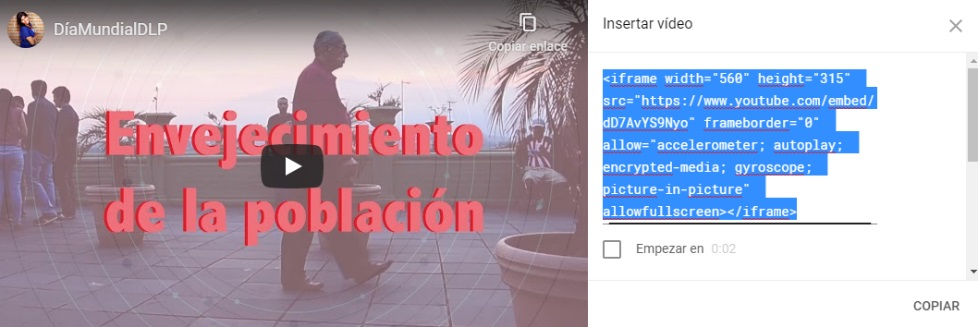 DíaMundialDLP
Copiar enlace
Envejecimiento
de la población
Insertar vídeo
<iframe width="560" height="315"
src="https://www.youtube.com/embed/
dD7AvYS9Nyo" frameborder="0"
allow="accelerometer; autoplay;
encrypted-media; gyroscope;
picture-in-picture"
allowfullscreen></iframe>
Empezar en 0:02
COPIAR